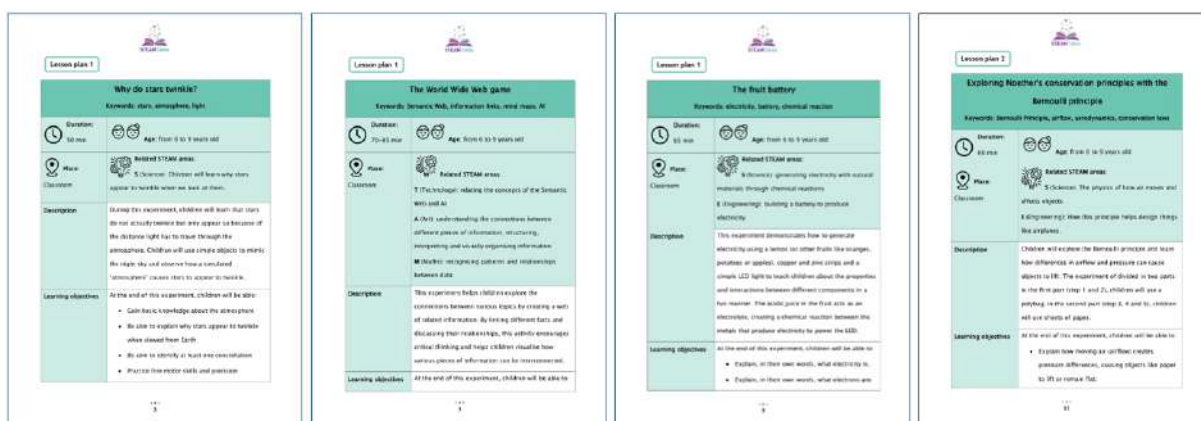 STEAM
Lesson plan 1
Why do stars twinkle?
Keywords: stars, atmosphere, light
Duration:
50 min
Age: from 6 to 9 years old
Place:
Classroom
Related STEAM areas:
S (Science): Children will learn why stars
appear to twinkle when we look at them.
Description
During this experiment, children will learn that stars
do not actually twinkle but only appear so because of
the distance light has to travel through the
atmosphere. Children will use simple objects to mimic
the night sky and observe how a simulated
"atmosphere" causes stars to appear to twinkle.
Learning objectives
At the end of this experiment, children will be able:
• Gain basic knowledge about the atmosphere
• Be able to explain why stars appear to twinkle
when viewed from Earth
• Be able to identify at least one constellation
• Practice fine motor skills and
STEAM
Lesson plan 1
The World Wide Web game
Keywords: Semantic Web, information links, mind maps, AI
Duration:
Age: from 6 to 9 years old
Place:
Classroom
Related STEAM areas:
T (Technology): relating the concepts of the Semantic
Web and AI
A (Art): understanding the connections between
different pieces of information, structuring,
interpreting and visually organising information
M (Maths): recognising patterns and relationships
between data
Description
This experiment helps children explore the
connections between various topics by creating a web
of related information. By linking different facts and
discussing their relationships, this activity encourages
critical thinking and helps children visualise how
various pieces of information can be interconnected.
Learning objectives
At the end of this experiment, children will be able to
STEAM
Lesson plan 1
The fruit battery
Keywords: electricity, battery, chemical reaction
Duration:
Age: from 6 to 9 years old
Place:
Classroom
Related STEAM areas:
S (Science): generating electricity with natural
materials through chemical reactions
E (Engineering): building a battery to produce
electricity
Description
This experiment demonstrates how to generate
electricity using a lemon (or other fruits like oranges,
potatoes or apples), copper and zinc strips and a
simple LED light to teach children about the properties
and interactions between different components in a
fun manner. The acidic juice in the fruit acts as an
electrolyte, creating a chemical reaction between the
metals that produce electricity to power the LED.
Learning objectives
At the end of this experiment, children will be able to
• Explain, in their own words, what electricity is.
• Explain, in their own words, what electrons are
STEAM
Lesson plan 2
Exploring Noether's conservation principles with the
Bernoulli principle
Keywords: Bernoulli Principle, airflow, aerodynamics, conservation laws
Duration:
60 min
Age: from 6 to 9 years old
Place:
Classroom
Related STEAM areas:
S (Science): The physics of how air moves and
affects objects.
E (Engineering): How this principle helps design things
like airplanes.
Description
Children will explore the Bernoulli principle and learn
how differences in airflow and pressure can cause
objects to lift. The experiment of divided in two parts
in the first part (step 1 and 2), children will use a
polybag, in the second part (step 3, 4 and 5), children
will use sheets of paper.
Learning objectives
At the end of this experiment, children will be able to
• Explain how moving air (airflow) creates
pressure differences, causing objects like paper
to lift or remain flat;